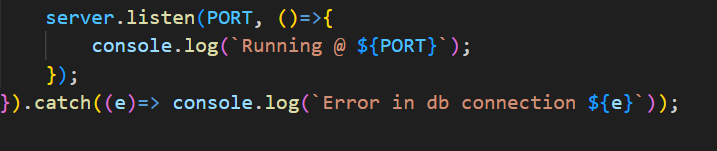 server.listen(PORT, ()=>{
console.log(`Running @ ${PORT}`);
});
}).catch((e)=> console.log(`Error in db connection ${e}`));